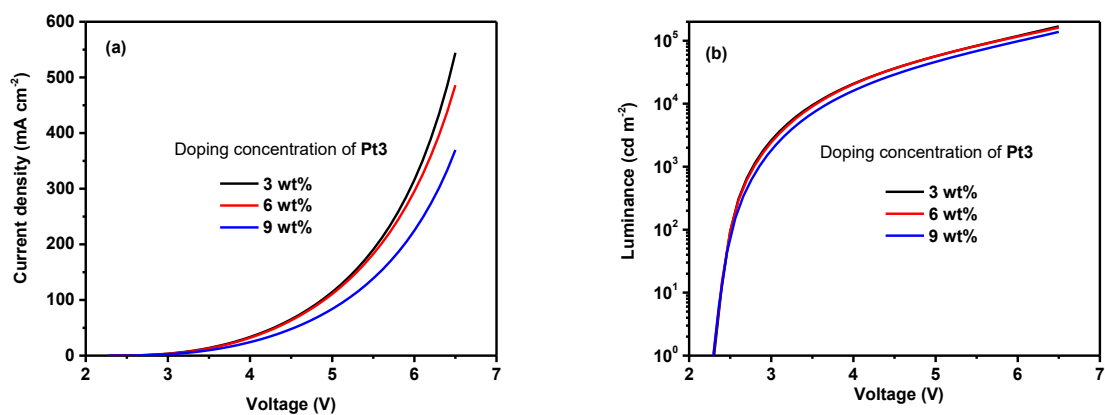 (a)
600
500
400
300
200
100
0
Current density (mA cm⁻²)
Doping concentration of Pt3
3 wt%
6 wt%
9 wt%
2 3 4 5 6 7
Voltage (V)
(b)
10⁵
10⁴
10³
10²
10¹
10⁰
Luminance (cd m⁻²)
Doping concentration of Pt3
3 wt%
6 wt%
9 wt%
2 3 4 5 6 7
Voltage (V)